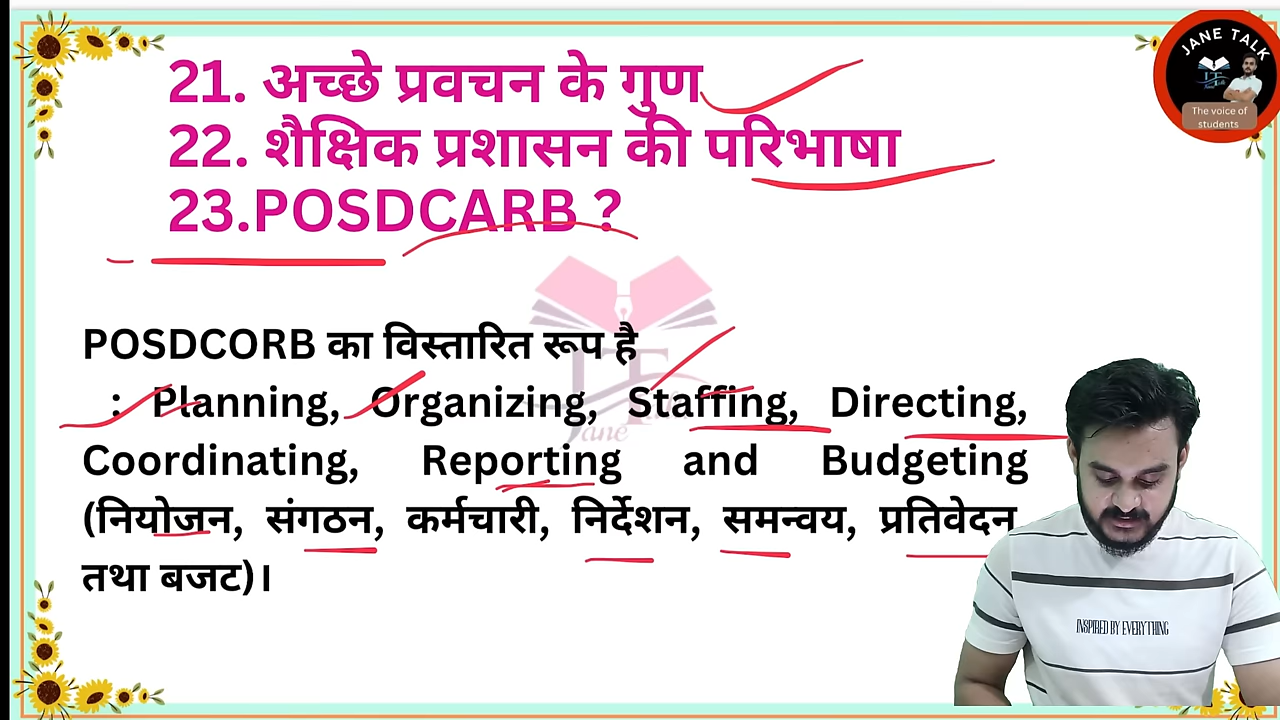 21. अच्छे प्रवचन के गुण
22. शैक्षिक प्रशासन की परिभाषा
23.POSDCARB ?
POSDCORB का विस्तारित रूप है
: Planning, Organizing, Staffing, Directing,
Coordinating, Reporting and Budgeting
(नियोजन, संगठन, कर्मचारी, निर्देशन, समन्वय, प्रतिवेदन
तथा बजट)।
JANE TALK
The voice of
students
INSPIRED BY EVERYTHING